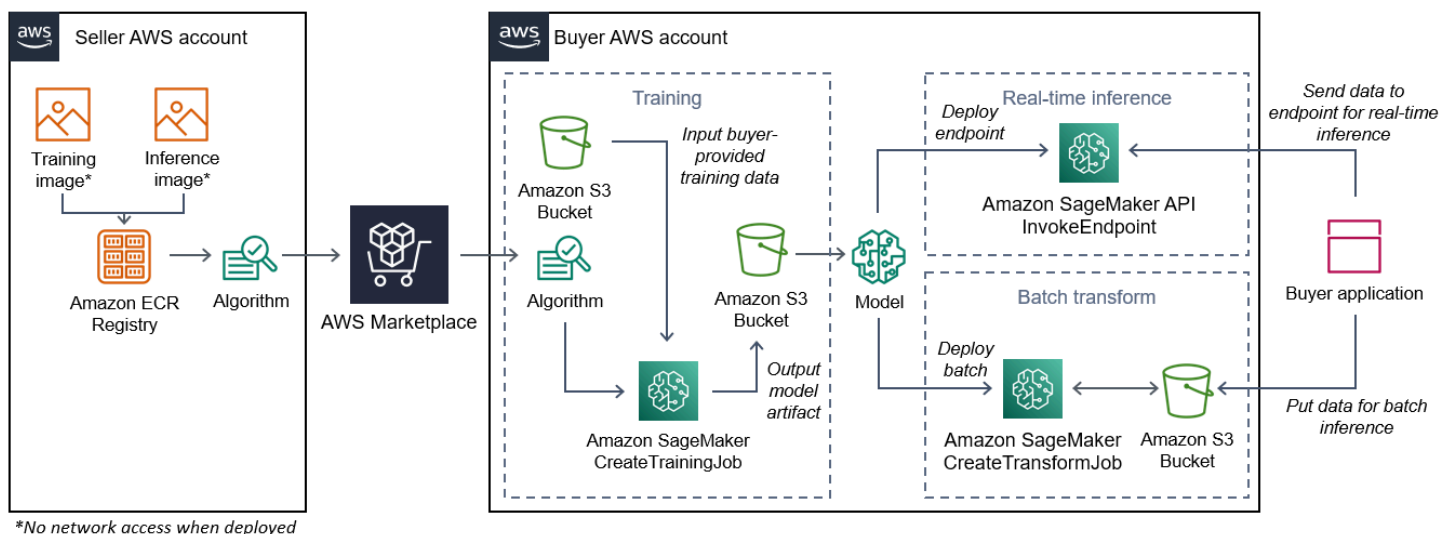 aws
Seller AWS account
Training
image*
Inference
image*
Amazon ECR
Registry
Algorithm
*No network access when deployed
AWS Marketplace
aws
Buyer AWS account
Training
Amazon S3
Bucket
Input buyer-
provided
training data
Algorithm
Amazon S3
Bucket
Output
model
artifact
Amazon SageMaker
CreateTrainingJob
Model
Real-time inference
Deploy
endpoint
Amazon SageMaker API
InvokeEndpoint
Batch transform
Deploy
batch
Amazon SageMaker
CreateTransformJob
Amazon S3
Bucket
Send data to
endpoint for real-time
inference
Buyer application
Put data for batch
inference